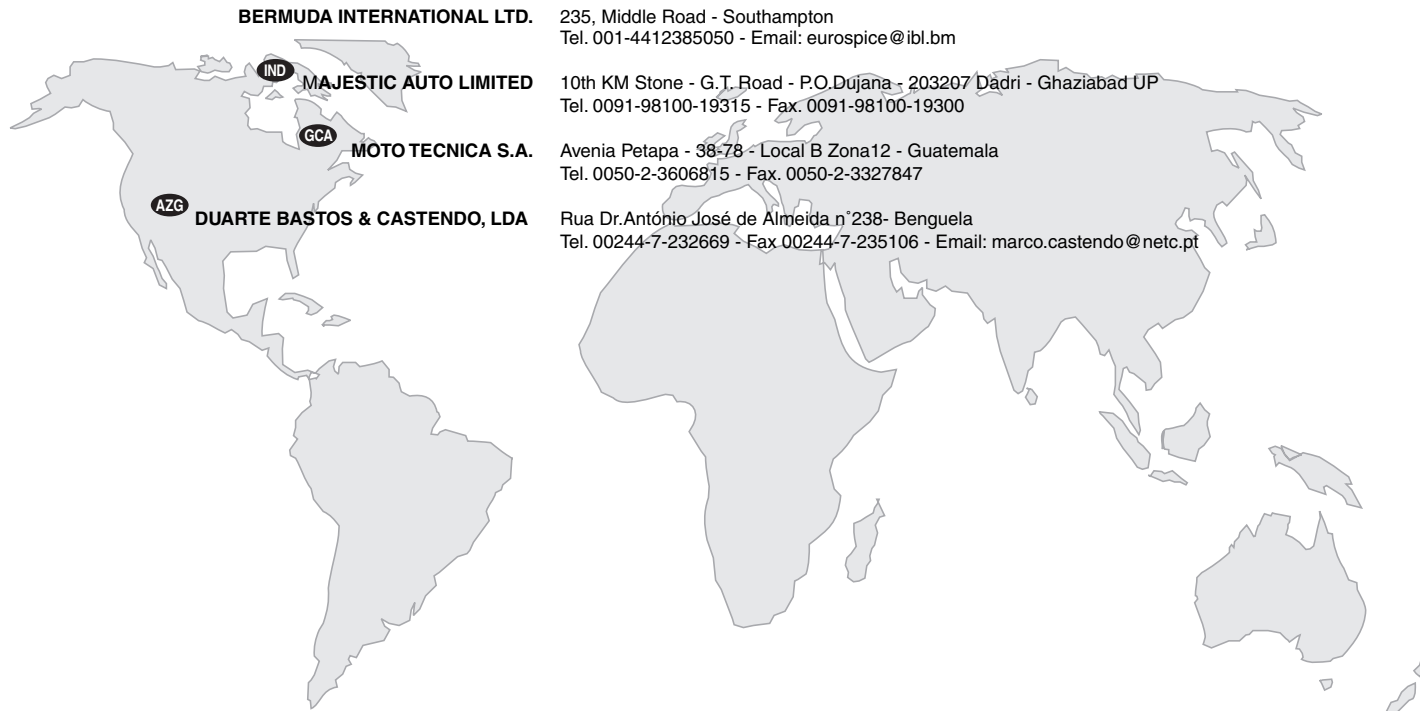 BERMUDA INTERNATIONAL LTD. 235, Middle Road - Southampton
Tel. 001-4412385050 - Email: eurospice@ibl.bm
IND MAJESTIC AUTO LIMITED 10th KM Stone - G.T. Road - P.O.Dujana - 203207 Dadri - Ghaziabad UP
Tel. 0091-98100-19315 - Fax. 0091-98100-19300
GCA MOTO TECNICA S.A. Avenia Petapa - 38-78 - Local B Zona12 - Guatemala
Tel. 0050-2-3606815 - Fax. 0050-2-3327847
AZG DUARTE BASTOS & CASTENDO, LDA Rua Dr.António José de Almeida n°238- Benguela
Tel. 00244-7-232669 - Fax 00244-7-235106 - Email: marco.castendo@netc.pt